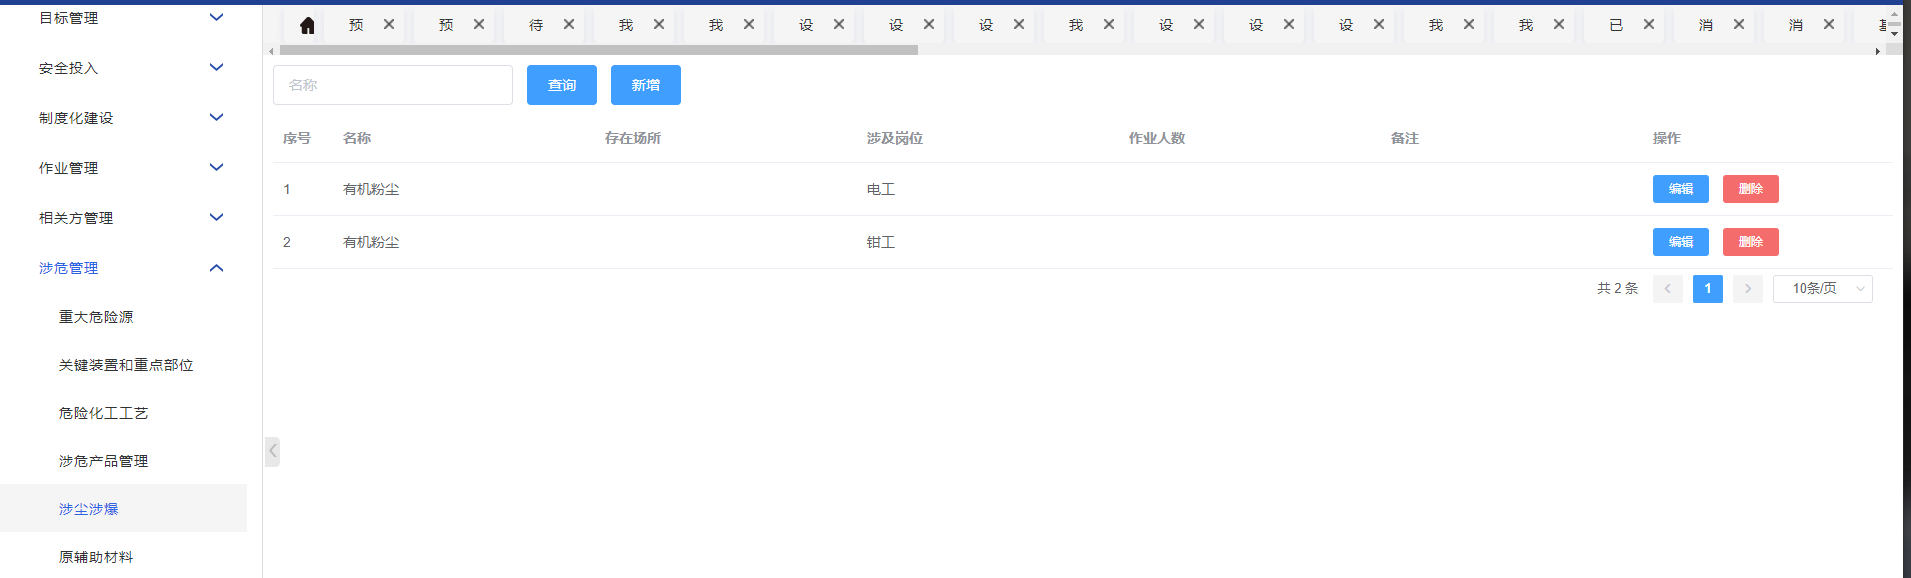 目标管理
安全投入
制度化建设
作业管理
相关方管理
涉危管理
重大危险源
关键装置和重点部位
危险化工工艺
涉危产品管理
涉尘涉爆
原辅助材料
预 预 待 我 我 设 设 设 我 设 设 设 我 我 已 消 消
名称 查询 新增
序号 名称 存在场所 涉及岗位 作业人数 备注 操作
1 有机粉尘 电工 编辑 删除
2 有机粉尘 钳工 编辑 删除
共 2 条 1 10条/页